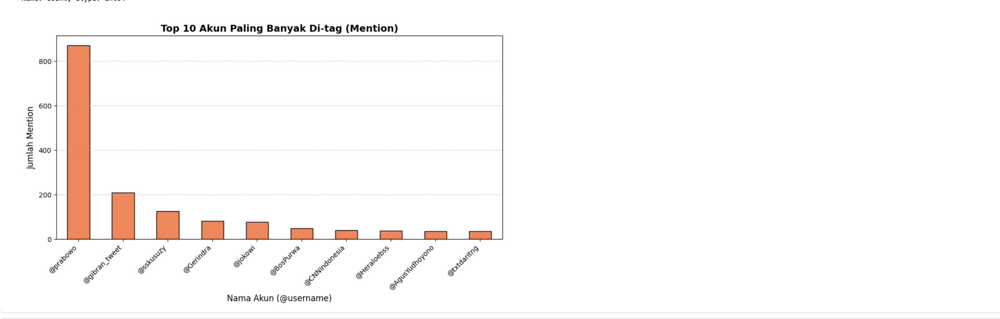 Top 10 Akun Paling Banyak Di-tag (Mention)
Jumlah Mention
800
600
400
200
0
@prabowo
@gibran_tweet
@sskusuzy
@Gerindra
@jokowi
@BosPurwa
@CNNIndonesia
@Heraloebss
@AgusYudhoyono
@txtdaritng
Nama Akun (@username)